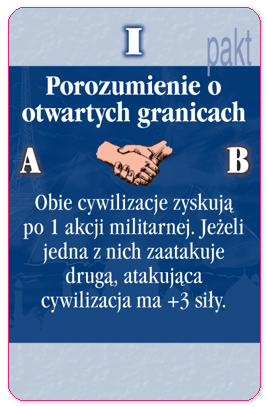 I
pakt
Porozumienie o
otwartych granicach
A B
Obie cywilizacje zyskują
po 1 akcji militarnej. Jeżeli
jedna z nich zaatakuje
drugą, atakująca
cywilizacja ma +3 siły.